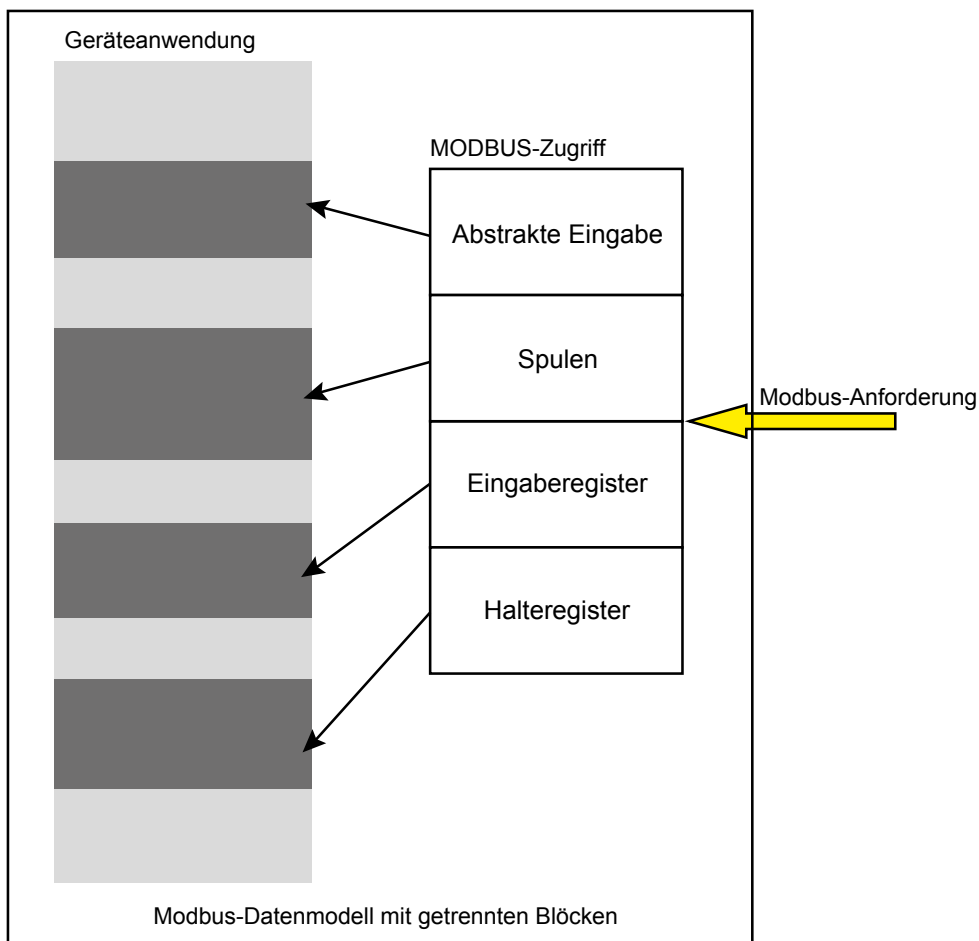 Geräteanwendung
MODBUS-Zugriff
Abstrakte Eingabe
Spulen
Modbus-Anforderung
Eingaberegister
Halteregister
Modbus-Datenmodell mit getrennten Blöcken